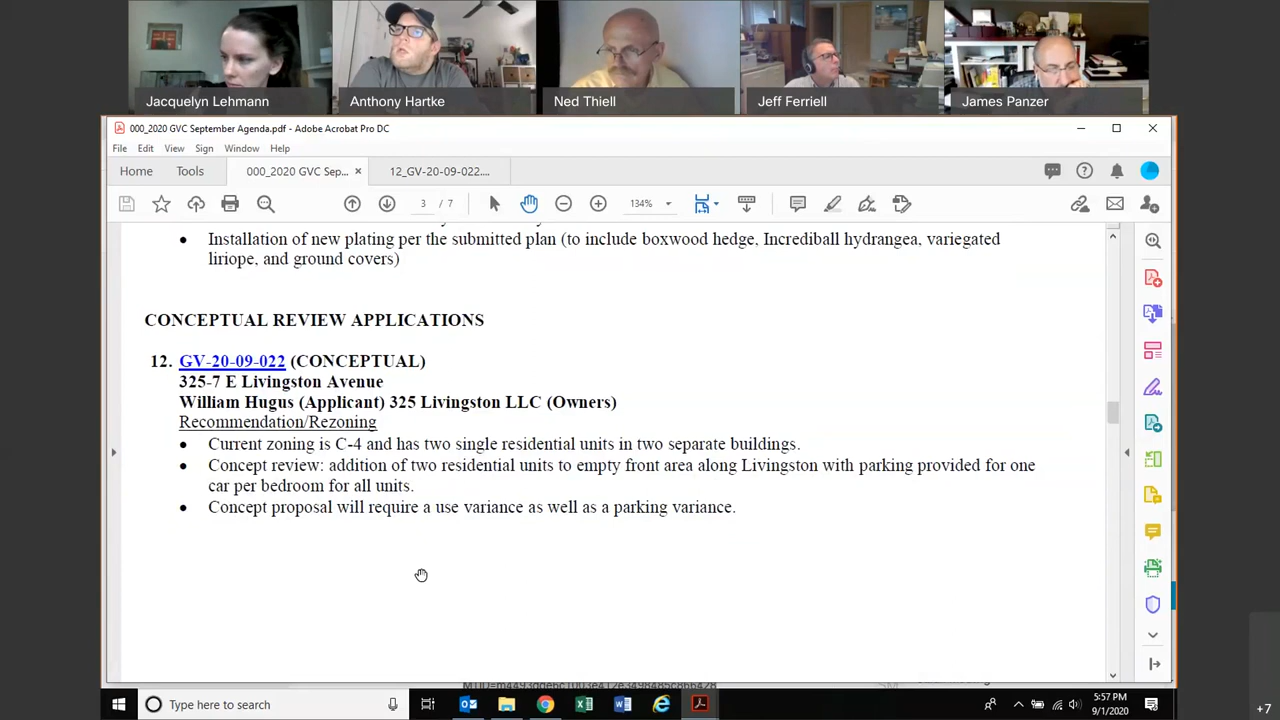 Jacquelyn Lehmann
Anthony Hartke
Ned Thiell
Jeff Ferriell
James Panzer
000_2020 GVC September Agenda.pdf - Adobe Acrobat Pro DC
File Edit View Sign Window Help
Home Tools 000_2020 GVC Sep... × 12_GV-20-09-022....
3 / 7 134%
Installation of new plating per the submitted plan (to include boxwood hedge, Incrediball hydrangea, variegated
liriope, and ground covers)
CONCEPTUAL REVIEW APPLICATIONS
12. GV-20-09-022 (CONCEPTUAL)
325-7 E Livingston Avenue
William Hugus (Applicant) 325 Livingston LLC (Owners)
Recommendation/Rezoning
• Current zoning is C-4 and has two single residential units in two separate buildings.
• Concept review: addition of two residential units to empty front area along Livingston with parking provided for one
car per bedroom for all units.
• Concept proposal will require a use variance as well as a parking variance.
Type here to search
5:57 PM
9/1/2020
+7